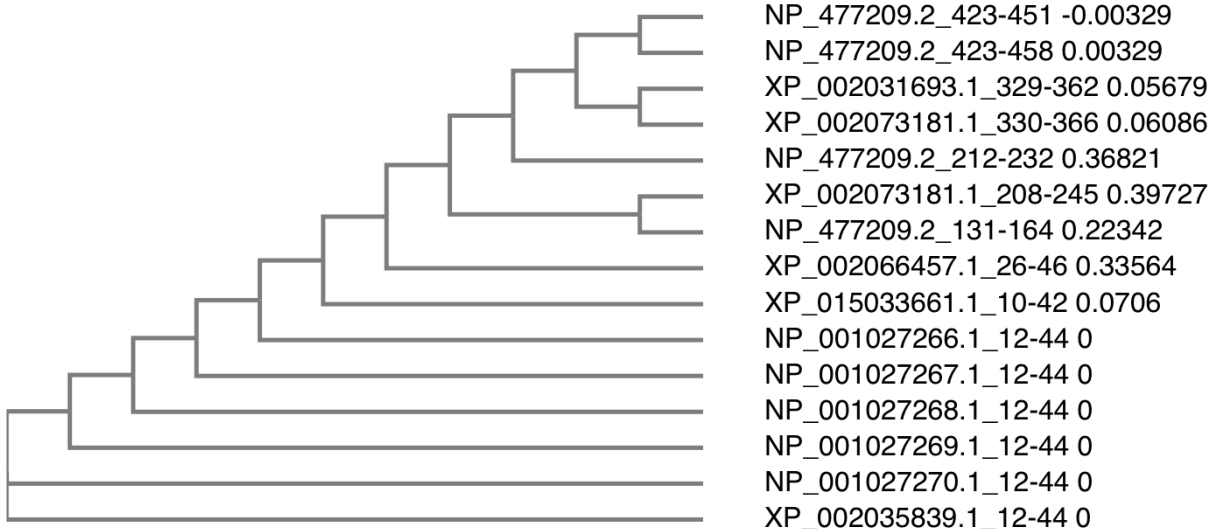 NP_477209.2_423-451 -0.00329
NP_477209.2_423-458 0.00329
XP_002031693.1_329-362 0.05679
XP_002073181.1_330-366 0.06086
NP_477209.2_212-232 0.36821
XP_002073181.1_208-245 0.39727
NP_477209.2_131-164 0.22342
XP_002066457.1_26-46 0.33564
XP_015033661.1_10-42 0.0706
NP_001027266.1_12-44 0
NP_001027267.1_12-44 0
NP_001027268.1_12-44 0
NP_001027269.1_12-44 0
NP_001027270.1_12-44 0
XP_002035839.1_12-44 0